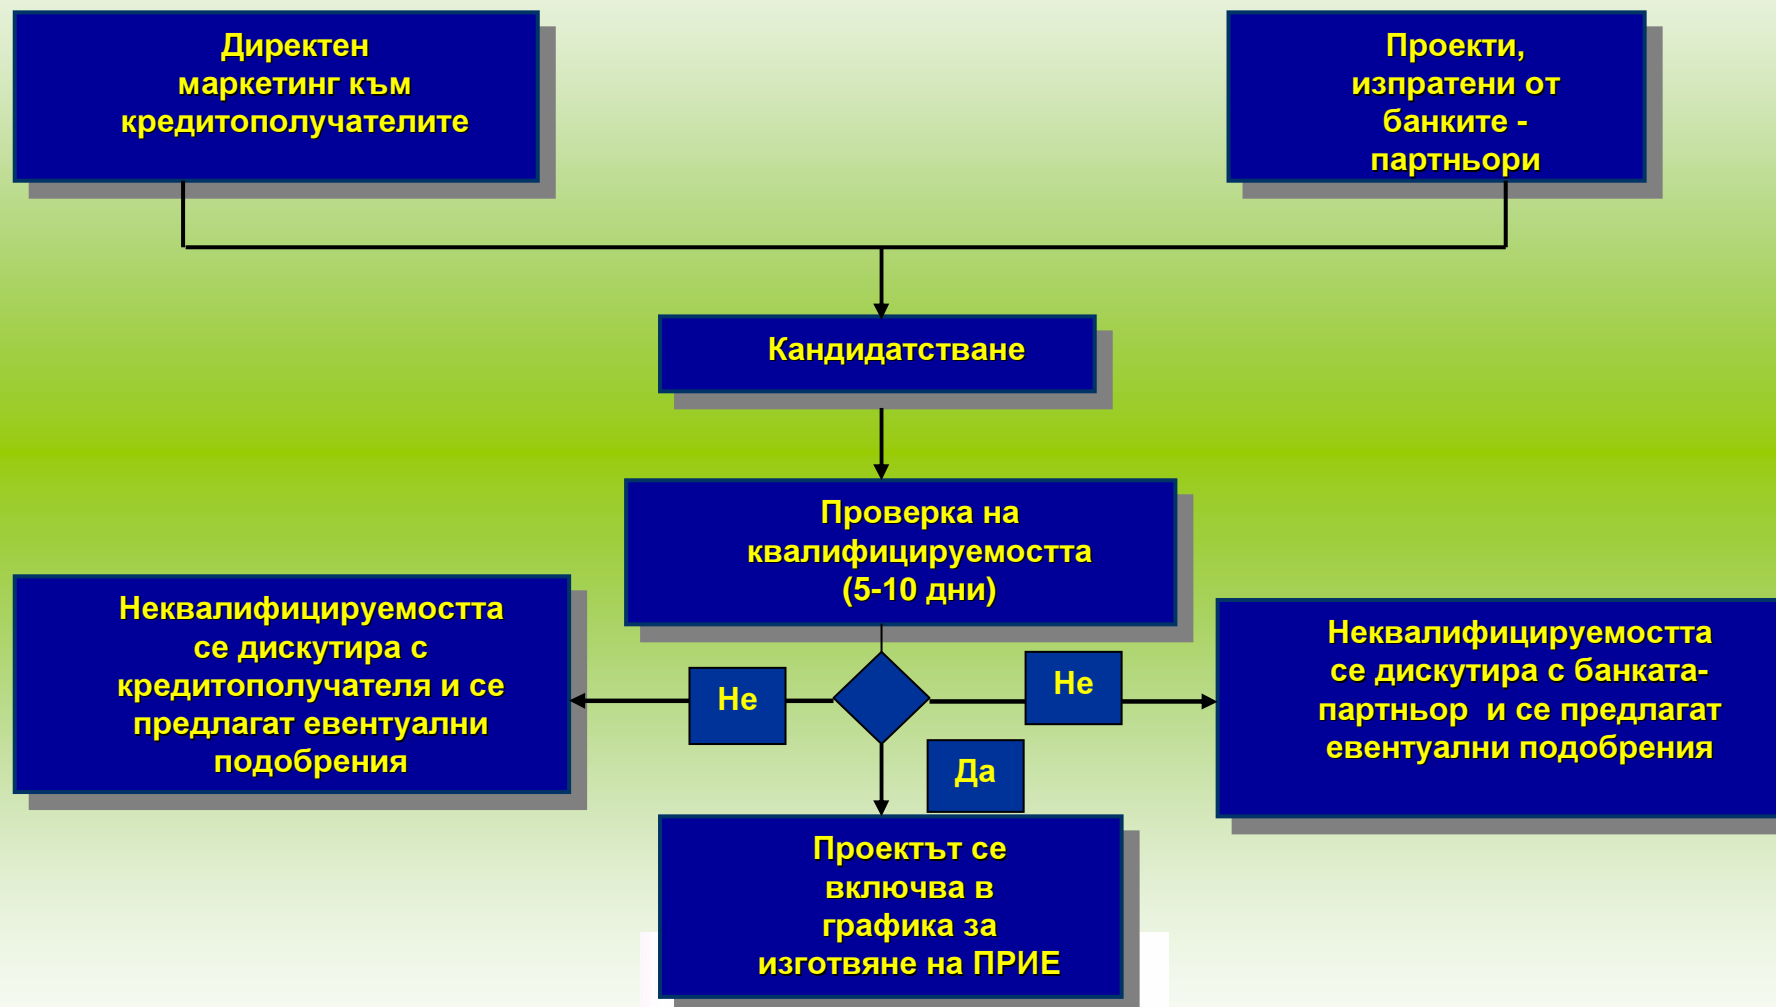 Директен
маркетинг към
кредитополучателите
Проекти,
изпратени от
банките -
партньори
Кандидатстване
Проверка на
квалифицируемостта
(5-10 дни)
Неквалифицируемостта
се дискутира с
кредитополучателя и се
предлагат евентуални
подобрения
Не
Не
Да
Неквалифицируемостта
се дискутира с банката-
партньор и се предлагат
евентуални подобрения
Проектът се
включва в
графика за
изготвяне на ПРИЕ